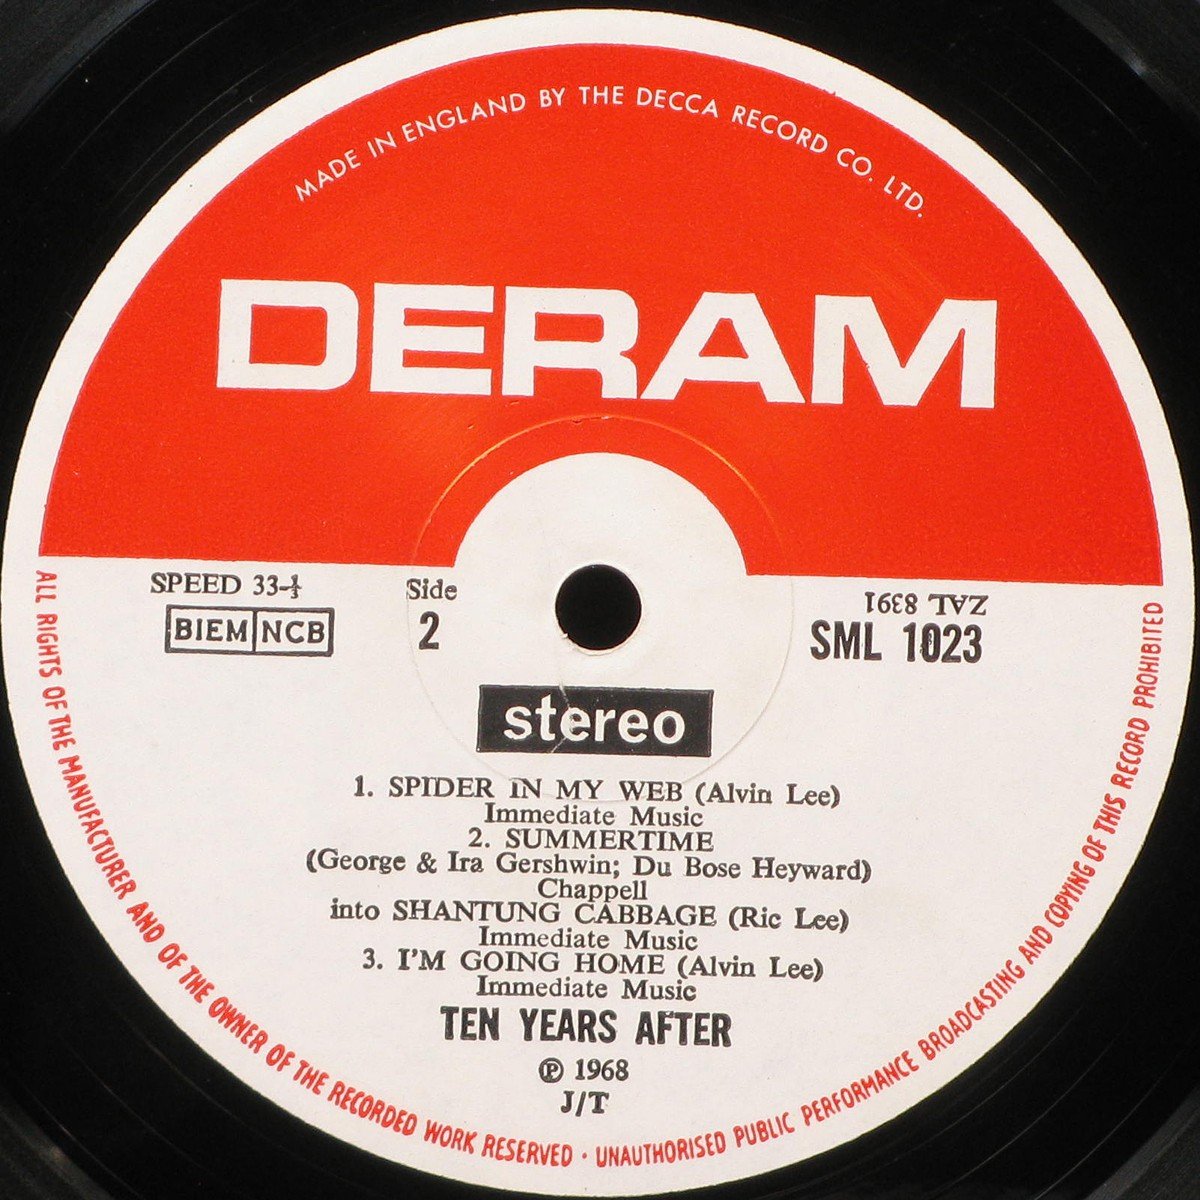 MADE IN ENGLAND BY THE DECCA RECORD CO. LTD.
DERAM
SPEED 33-⅓
BIEM NCB
Side
2
ZAL 8391
SML 1023
stereo
1. SPIDER IN MY WEB (Alvin Lee)
Immediate Music
2. SUMMERTIME
(George & Ira Gershwin; Du Bose Heyward)
Chappell
into SHANTUNG CABBAGE (Ric Lee)
Immediate Music
3. I'M GOING HOME (Alvin Lee)
Immediate Music
TEN YEARS AFTER
℗ 1968
J/T
ALL RIGHTS OF THE MANUFACTURER AND OF THE OWNER OF THE RECORDED WORK RESERVED · UNAUTHORISED PUBLIC PERFORMANCE BROADCASTING AND COPYING OF THIS RECORD PROHIBITED